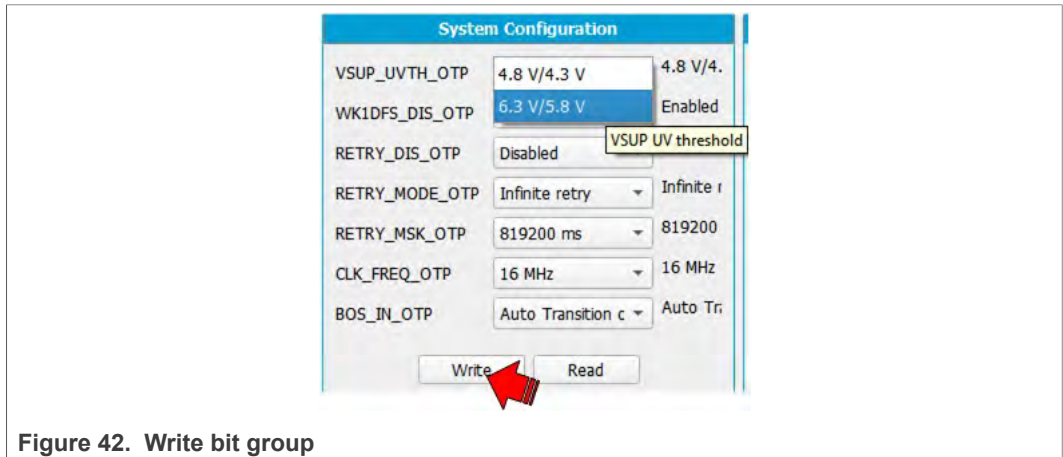 System Configuration
VSUP_UVTH_OTP 4.8 V/4.3 V 4.8 V/4.
WK1DFS_DIS_OTP 6.3 V/5.8 V Enabled
VSUP UV threshold
RETRY_DIS_OTP Disabled
RETRY_MODE_OTP Infinite retry Infinite r
RETRY_MSK_OTP 819200 ms 819200
CLK_FREQ_OTP 16 MHz 16 MHz
BOS_IN_OTP Auto Transition c Auto Tra
Write Read
Figure 42. Write bit group